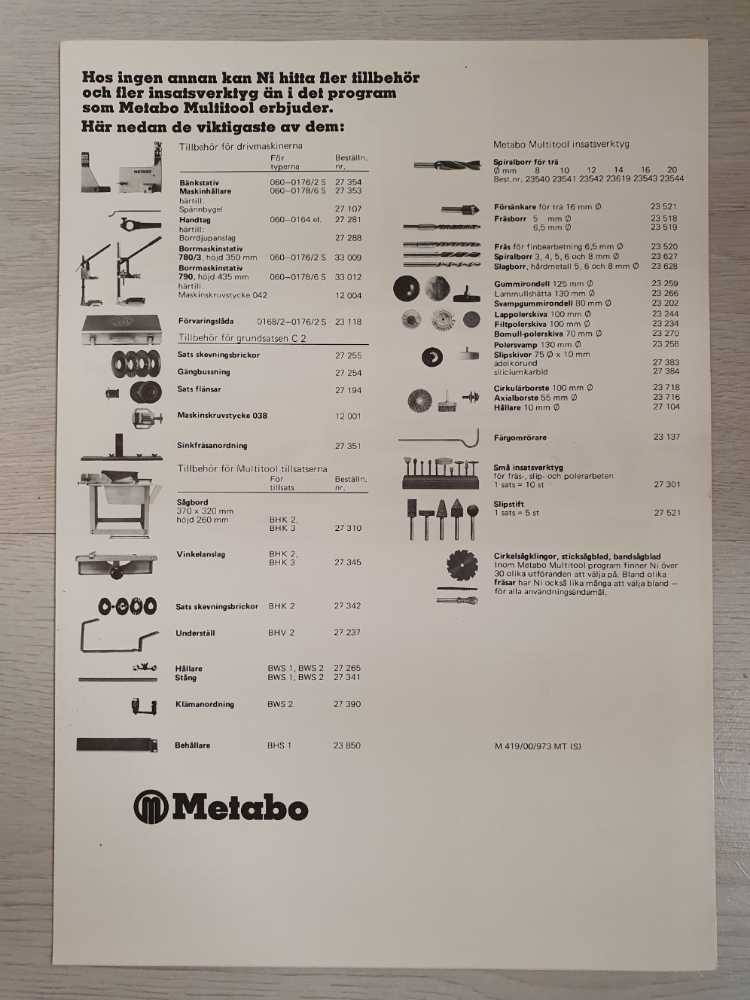 Hos ingen annan kan Ni hitta fler tillbehör
och fler insatsverktyg än i det program
som Metabo Multitool erbjuder.
Här nedan de viktigaste av dem:
Tillbehör för drivmaskinerna
För Beställn.
typerna nr.
METABO
Bänkstativ 060–0176/2 S 27 354
Maskinhållare 060–0178/6 S 27 353
härtill:
Spännbygel 27 107
Handtag 060–0164 el. 27 281
härtill:
Borrdjupanslag 27 288
Borrmaskinstativ
780/3, höjd 350 mm 060–0176/2 S 33 009
Borrmaskinstativ
790, höjd 435 mm 060–0178/6 S 33 012
härtill:
Maskinskruvstycke 042 12 004
Förvaringslåda 0168/2–0176/2 S 23 118
Tillbehör för grundsatsen C 2
Sats skevningsbrickor 27 255
Gängbussning 27 254
Sats flänsar 27 194
Maskinskruvstycke 038 12 001
Sinkfräsanordning 27 351
Tillbehör för Multitool tillsatserna
För Beställn.
tillsats nr.
Sågbord
370 x 320 mm
höjd 260 mm BHK 2,
BHK 3 27 310
Vinkelanslag BHK 2,
BHK 3 27 345
Sats skevningsbrickor BHK 2 27 342
Underställ BHV 2 27 237
Hållare BWS 1, BWS 2 27 265
Stång BWS 1, BWS 2 27 341
Klämanordning BWS 2 27 390
Behållare BHS 1 23 850
Metabo
Metabo Multitool insatsverktyg
Spiralborr för trä
Ø mm 8 10 12 14 16 20
Best.nr. 23540 23541 23542 23619 23543 23544
Försänkare för trä 16 mm Ø 23 521
Fräsborr 5 mm Ø 23 518
6,5 mm Ø 23 519
Fräs för finbearbetning 6,5 mm Ø 23 520
Spiralborr 3, 4, 5, 6 och 8 mm Ø 23 627
Slagborr, hårdmetall 5, 6 och 8 mm Ø 23 628
Gummirondell 125 mm Ø 23 259
Lammullshätta 130 mm Ø 23 266
Svampgummirondell 80 mm Ø 23 202
Lappolerskiva 100 mm Ø 23 244
Filtpolerskiva 100 mm Ø 23 234
Bomull-polerskiva 70 mm Ø 23 270
Polersvamp 130 mm Ø 23 258
Slipskivor 75 Ø x 10 mm
ädelkorund 27 383
siliciumkarbid 27 384
Cirkulärborste 100 mm Ø 23 718
Axialborste 55 mm Ø 23 716
Hållare 10 mm Ø 27 104
Färgomrörare 23 137
Små insatsverktyg
för fräs-, slip- och polerarbeten
1 sats = 10 st 27 301
Slipstift
1 sats = 5 st 27 521
Cirkelsågklingor, sticksågblad, bandsågblad
Inom Metabo Multitool program finner Ni över
30 olika utföranden att välja på. Bland olika
fräsar har Ni också lika många att välja bland –
för alla användningsändamål.
M 419/00/973 MT (S)